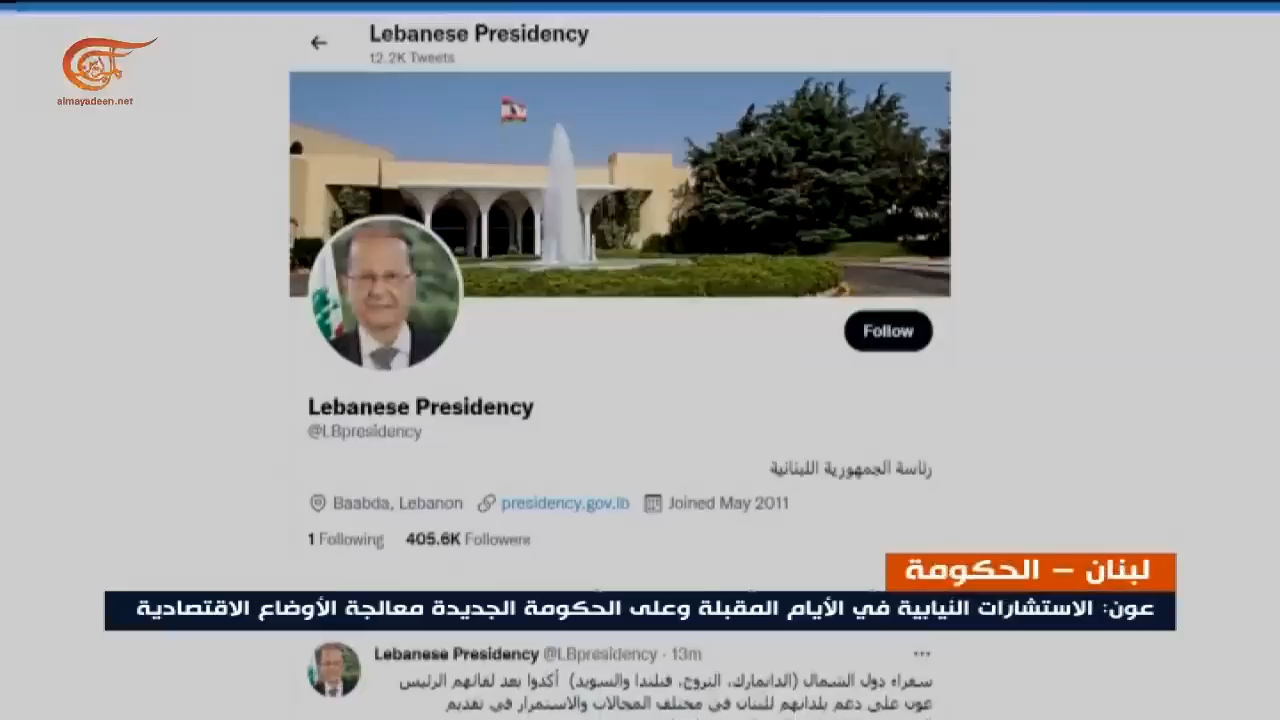 almayadeen.net
Lebanese Presidency
12.2K Tweets
Follow
Lebanese Presidency
@LBpresidency
رئاسة الجمهورية اللبنانية
Baabda, Lebanon presidency.gov.lb Joined May 2011
1 Following 405.6K Followers
لبنان – الحكومة
عون: الاستشارات النيابية في الأيام المقبلة وعلى الحكومة الجديدة معالجة الأوضاع الاقتصادية
Lebanese Presidency @LBpresidency · 13m
سفراء دول الشمال (الدانمارك، النروج، فنلندا والسويد) أكدوا بعد لقائهم الرئيس
عون على دعم بلدانهم للبنان في مختلف المجالات والاستمرار في تقديم